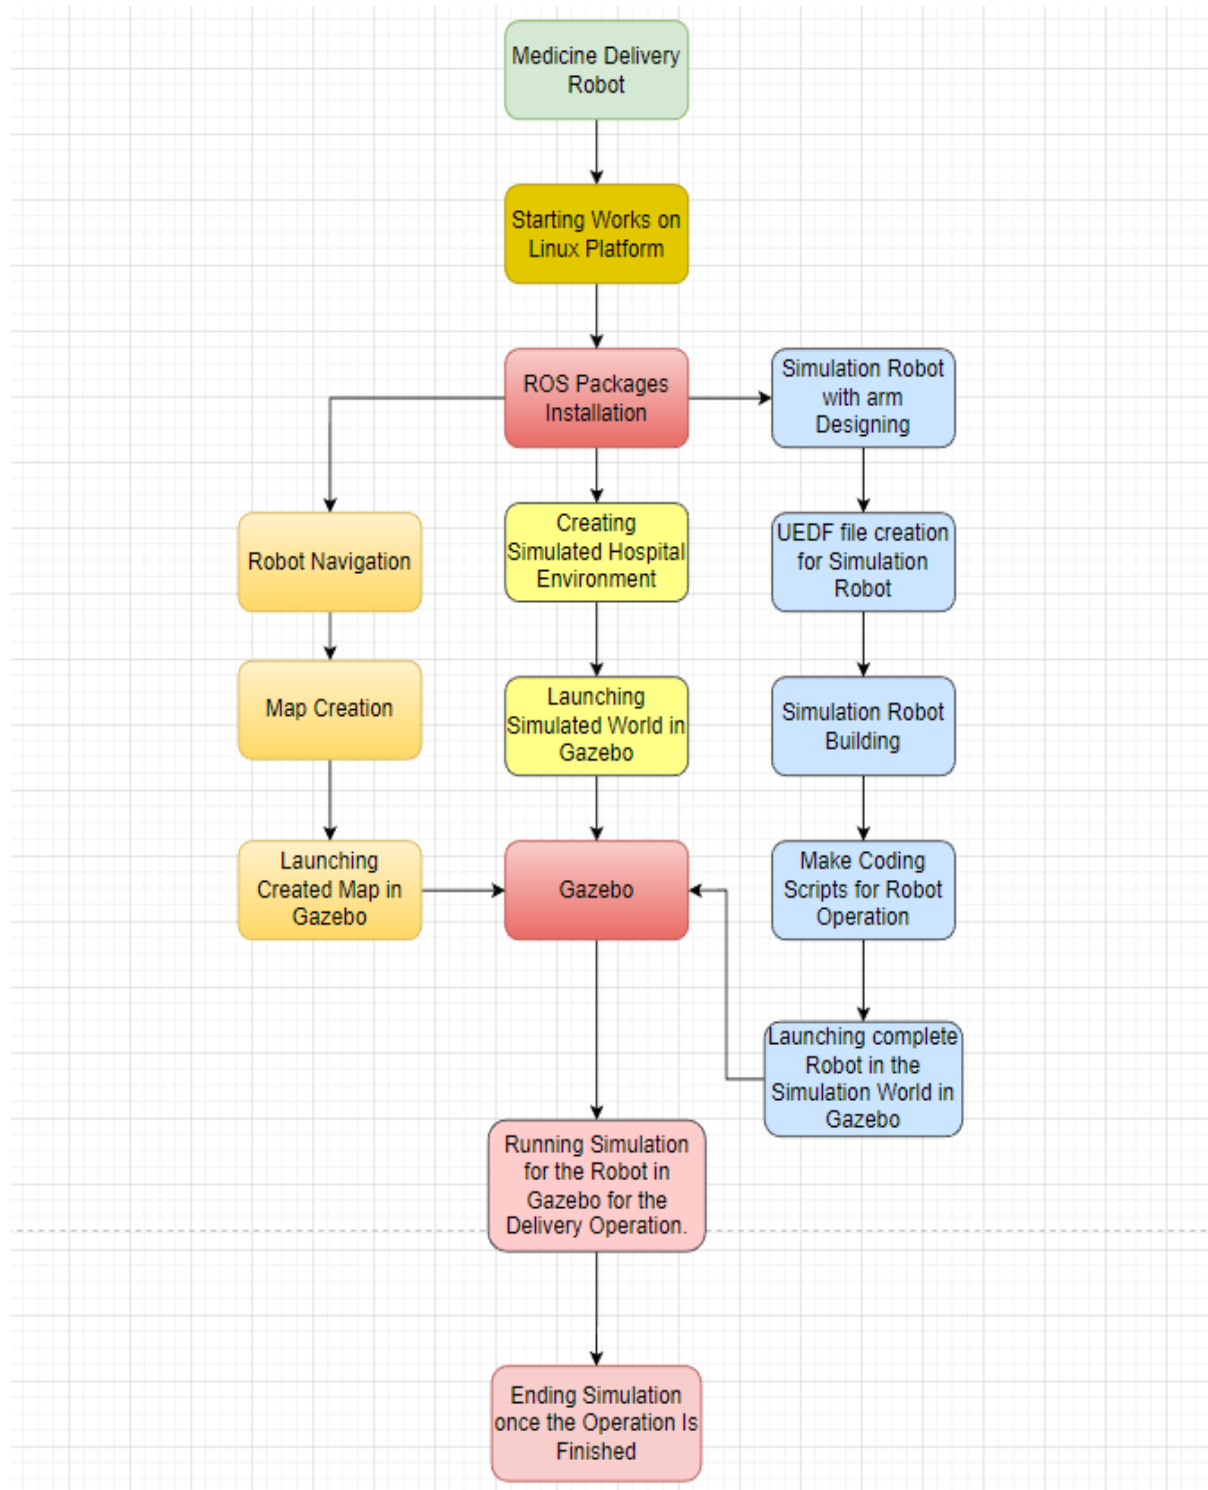 Medicine Delivery
Robot
Starting Works on
Linux Platform
ROS Packages
Installation
Simulation Robot
with arm
Designing
Robot Navigation
Creating
Simulated Hospital
Environment
UEDF file creation
for Simulation
Robot
Map Creation
Launching
Simulated World in
Gazebo
Simulation Robot
Building
Launching
Created Map in
Gazebo
Gazebo
Make Coding
Scripts for Robot
Operation
Launching complete
Robot in the
Simulation World in
Gazebo
Running Simulation
for the Robot in
Gazebo for the
Delivery Operation.
Ending Simulation
once the Operation Is
Finished